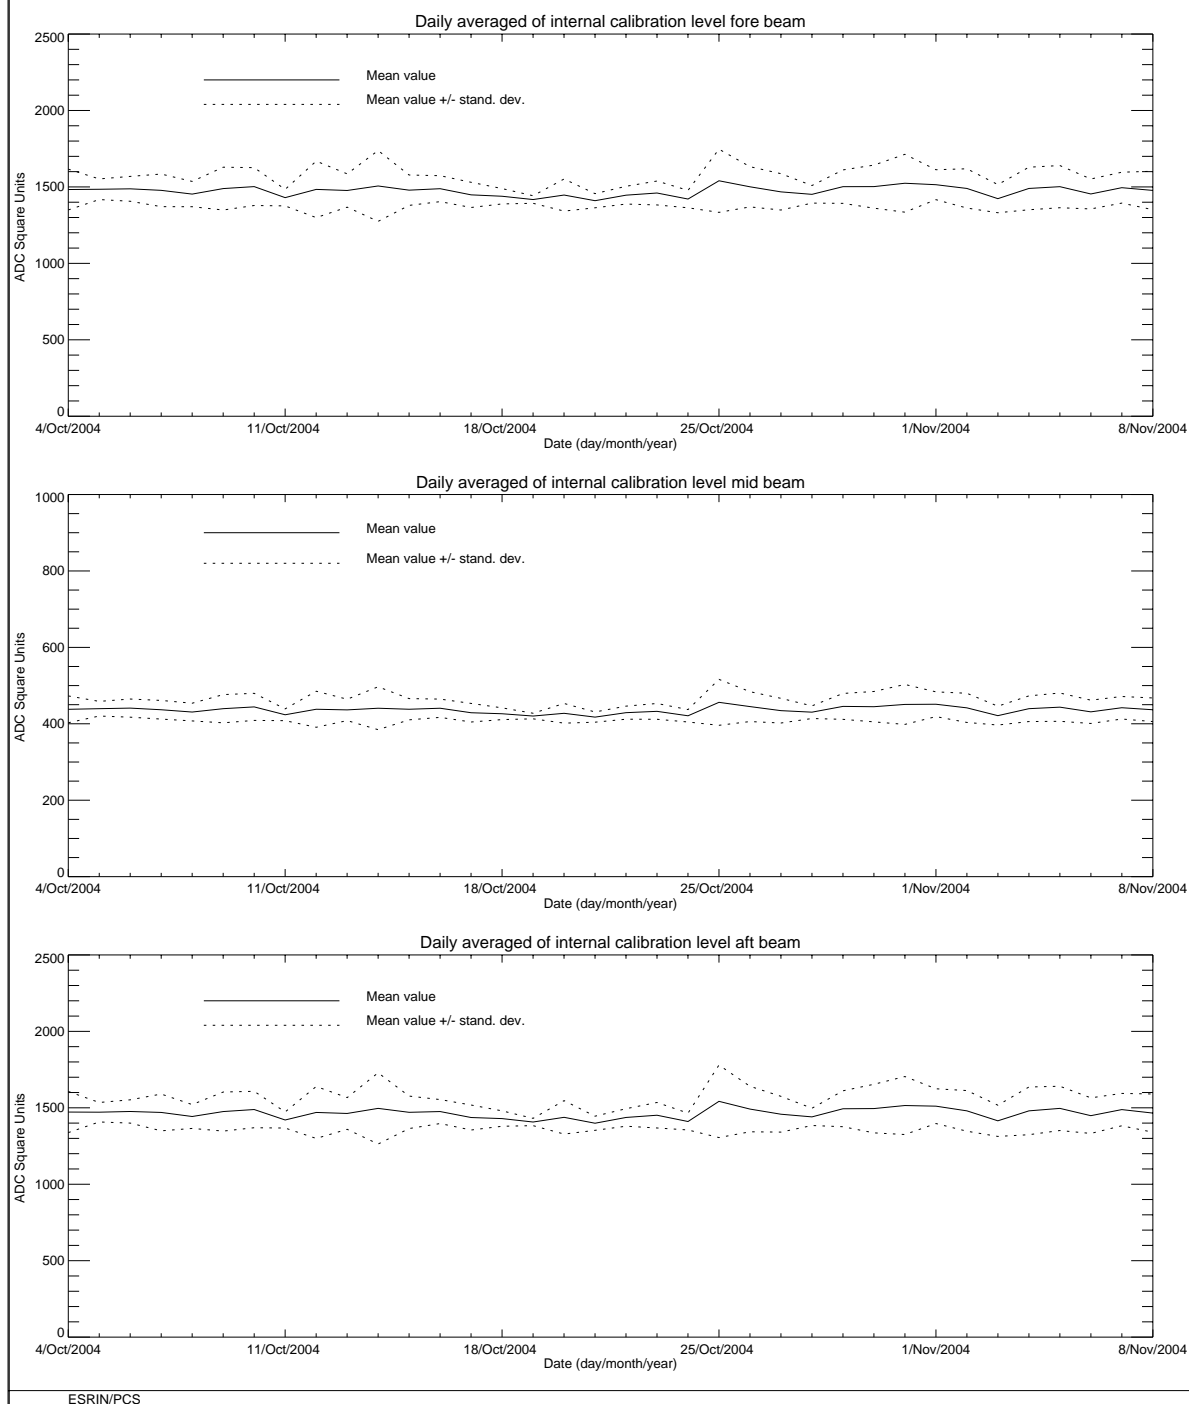 Daily averaged of internal calibration level fore beam
2500
2000
1500
1000
500
0
ADC Square Units
Mean value
Mean value +/- stand. dev.
4/Oct/2004 11/Oct/2004 18/Oct/2004 25/Oct/2004 1/Nov/2004 8/Nov/2004
Date (day/month/year)
Daily averaged of internal calibration level mid beam
1000
800
600
400
200
0
ADC Square Units
Mean value
Mean value +/- stand. dev.
4/Oct/2004 11/Oct/2004 18/Oct/2004 25/Oct/2004 1/Nov/2004 8/Nov/2004
Date (day/month/year)
Daily averaged of internal calibration level aft beam
2500
2000
1500
1000
500
0
ADC Square Units
Mean value
Mean value +/- stand. dev.
4/Oct/2004 11/Oct/2004 18/Oct/2004 25/Oct/2004 1/Nov/2004 8/Nov/2004
Date (day/month/year)
ESRIN/PCS